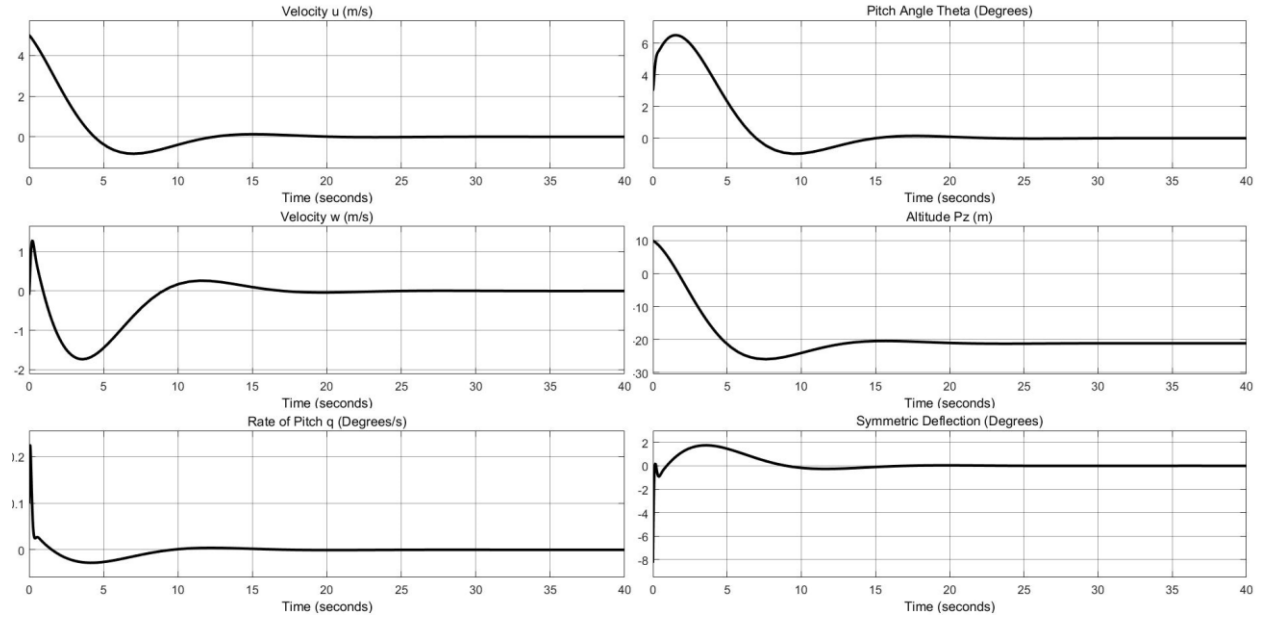 Velocity u (m/s)
4
2
0
0 5 10 15 20 25 30 35 40
Time (seconds)
Pitch Angle Theta (Degrees)
6
4
2
0
0 5 10 15 20 25 30 35 40
Time (seconds)
Velocity w (m/s)
1
0
-1
-2
0 5 10 15 20 25 30 35 40
Time (seconds)
Altitude Pz (m)
10
0
-10
-20
-30
0 5 10 15 20 25 30 35 40
Time (seconds)
Rate of Pitch q (Degrees/s)
).2
).1
0
0 5 10 15 20 25 30 35 40
Time (seconds)
Symmetric Deflection (Degrees)
2
0
-2
-4
-6
-8
0 5 10 15 20 25 30 35 40
Time (seconds)